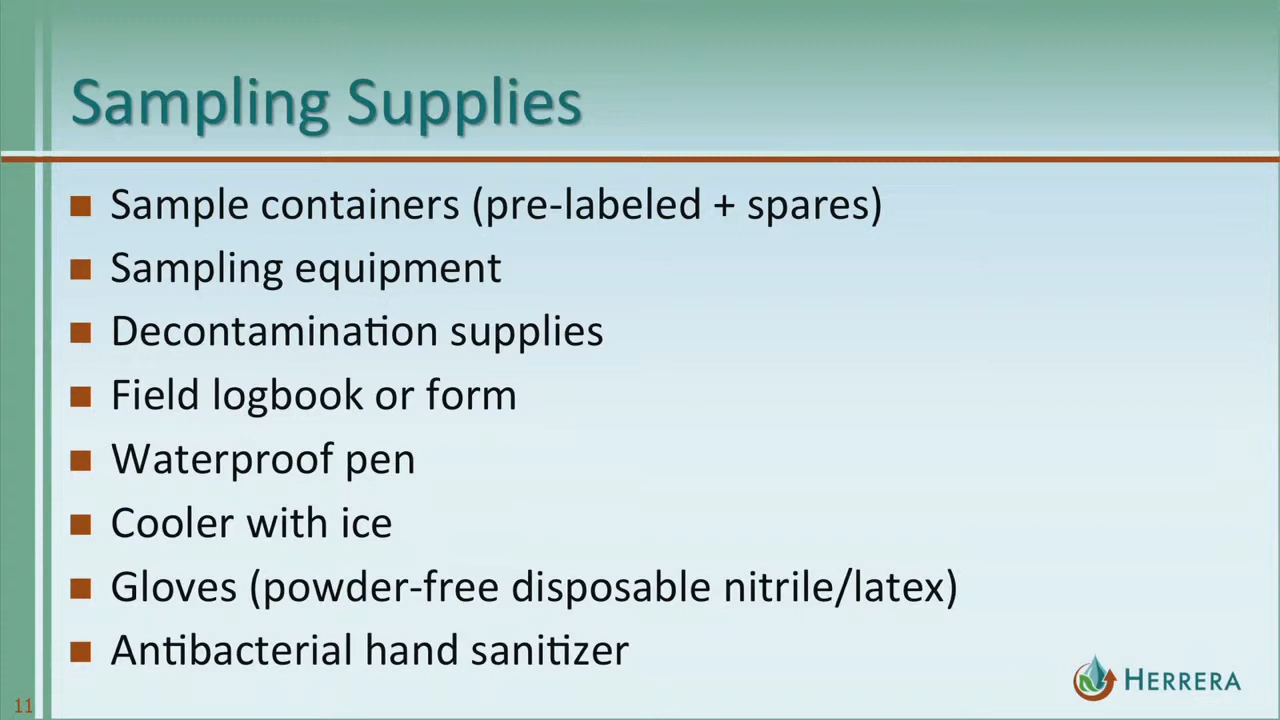 Sampling Supplies
Sample containers (pre-labeled + spares)
Sampling equipment
Decontamination supplies
Field logbook or form
Waterproof pen
Cooler with ice
Gloves (powder-free disposable nitrile/latex)
Antibacterial hand sanitizer
HERRERA
11